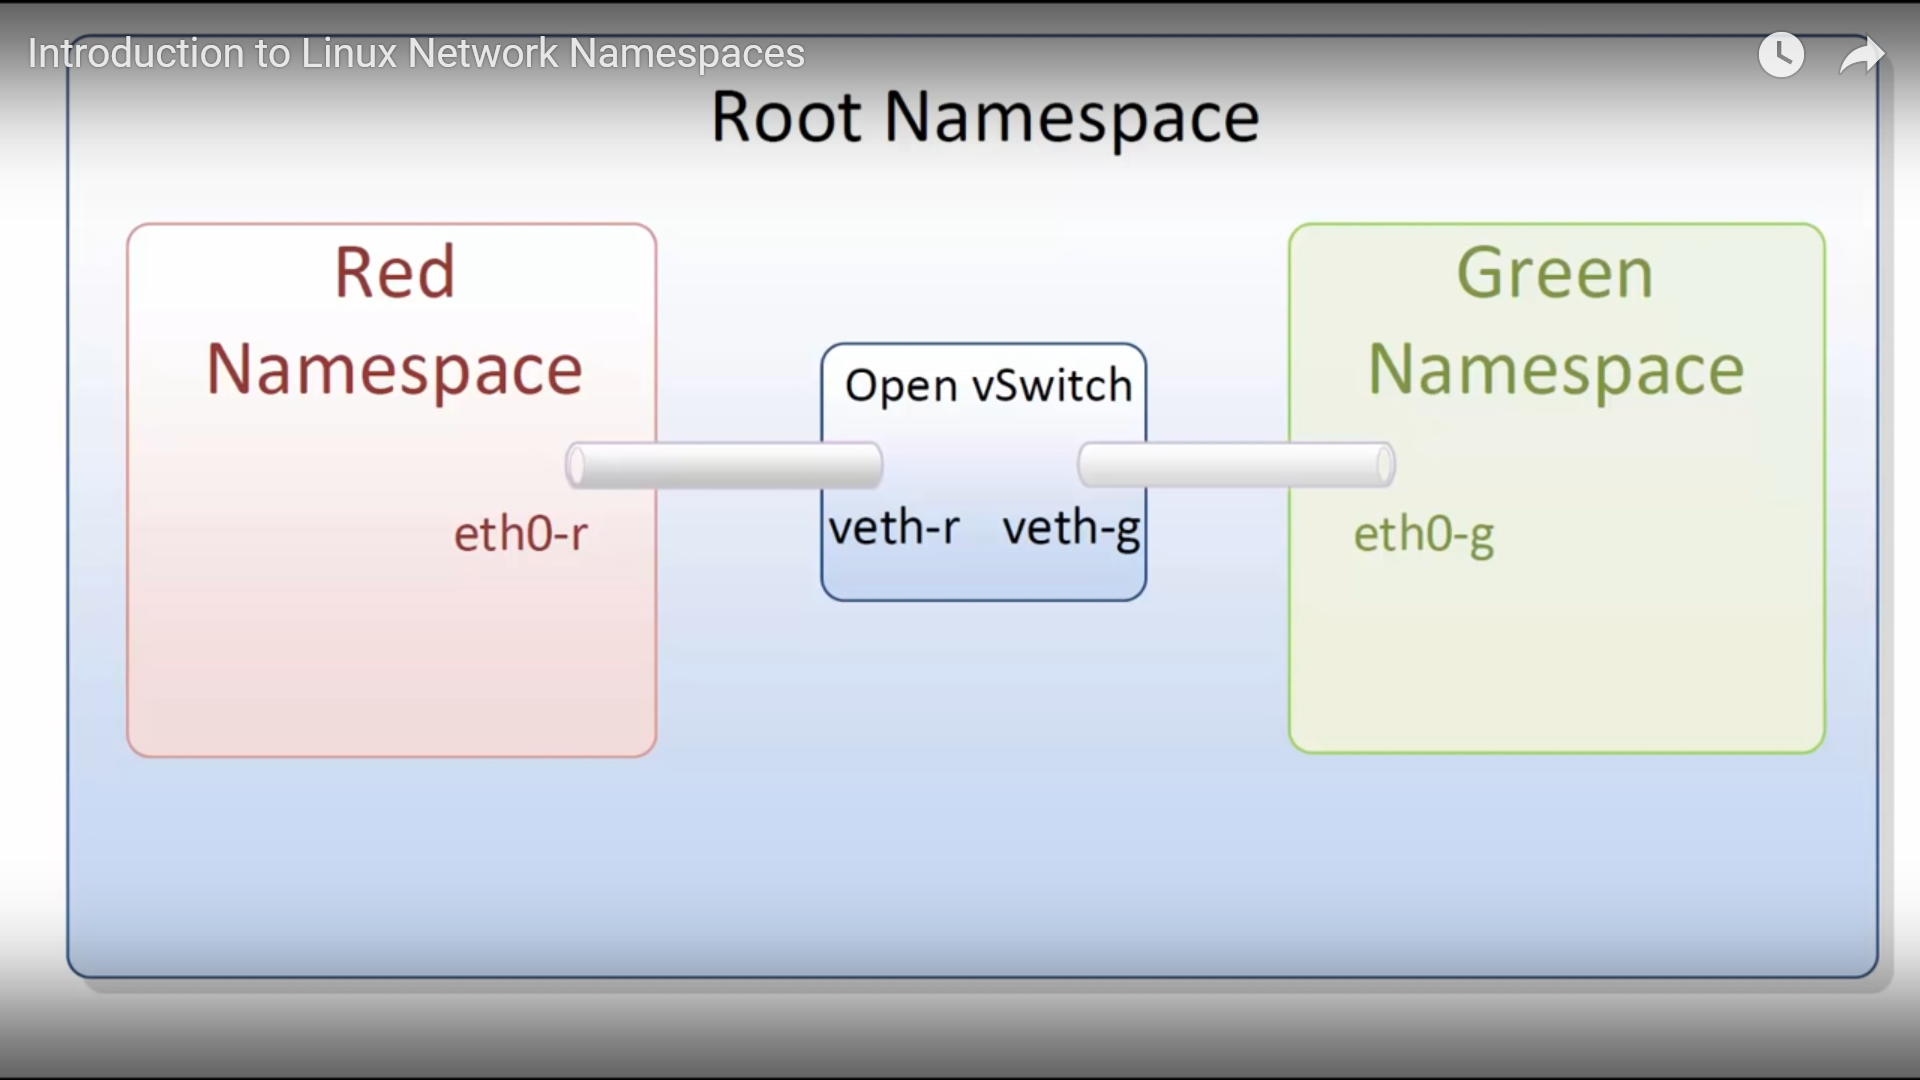 Introduction to Linux Network Namespaces
Root Namespace
Red
Namespace
Green
Namespace
Open vSwitch
eth0-r
veth-r
veth-g
eth0-g